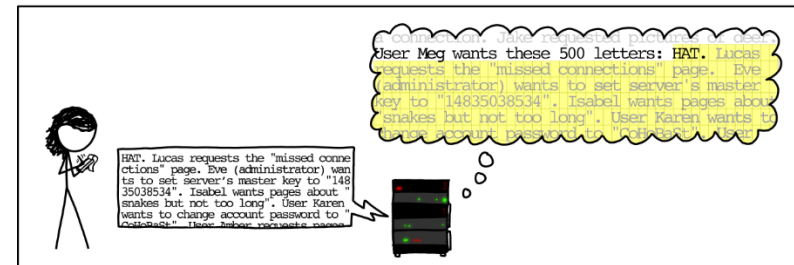 a connection. Jake requested pictures of deer.
User Meg wants these 500 letters: HAT. Lucas
requests the "missed connections" page. Eve
(administrator) wants to set server's master
key to "14835038534". Isabel wants pages about
"snakes but not too long". User Karen wants to
change account password to "CoHoBaSt". User
HAT. Lucas requests the "missed conne
ctions" page. Eve (administrator) wan
ts to set server's master key to "148
35038534". Isabel wants pages about "
snakes but not too long". User Karen
wants to change account password to "
CoHoBaSt". User Amber requests pages